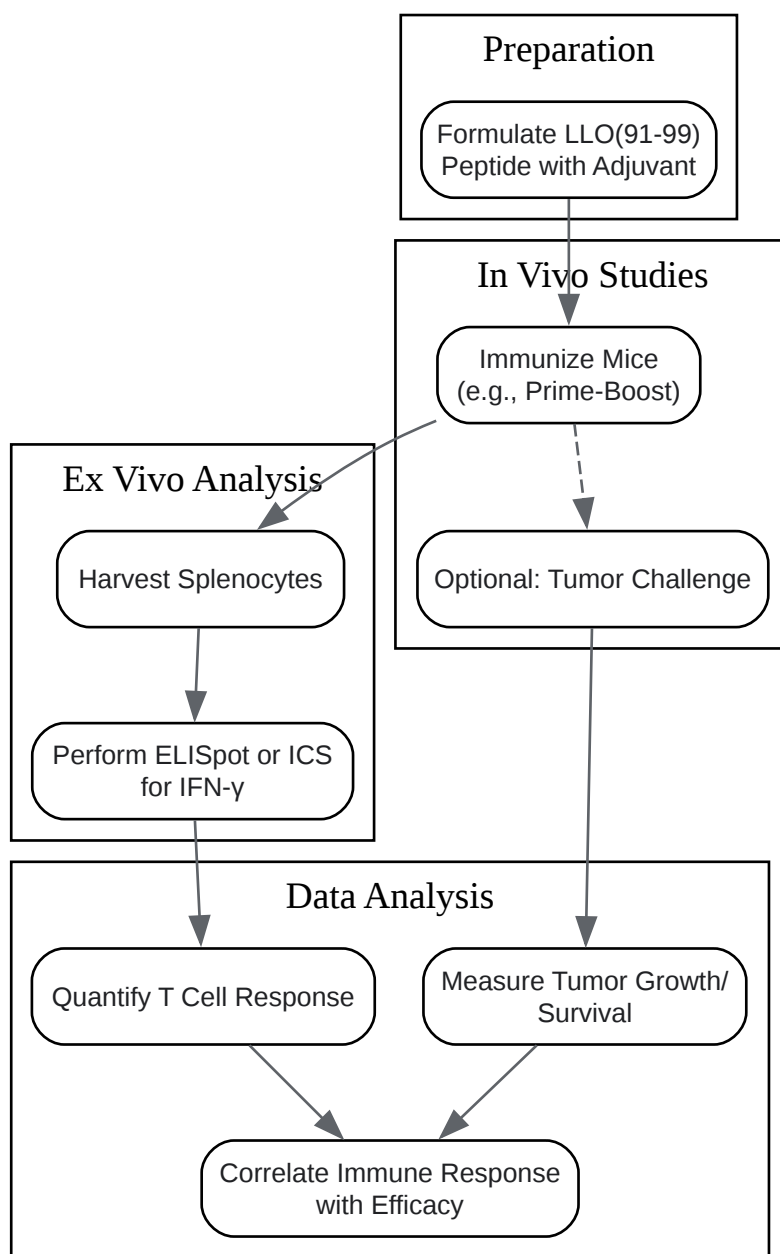 Preparation
Formulate LLO(91-99)
Peptide with Adjuvant
In Vivo Studies
Immunize Mice
(e.g., Prime-Boost)
Ex Vivo Analysis
Harvest Splenocytes
Optional: Tumor Challenge
Perform ELISpot or ICS
for IFN-γ
Data Analysis
Quantify T Cell Response
Measure Tumor Growth/
Survival
Correlate Immune Response
with Efficacy